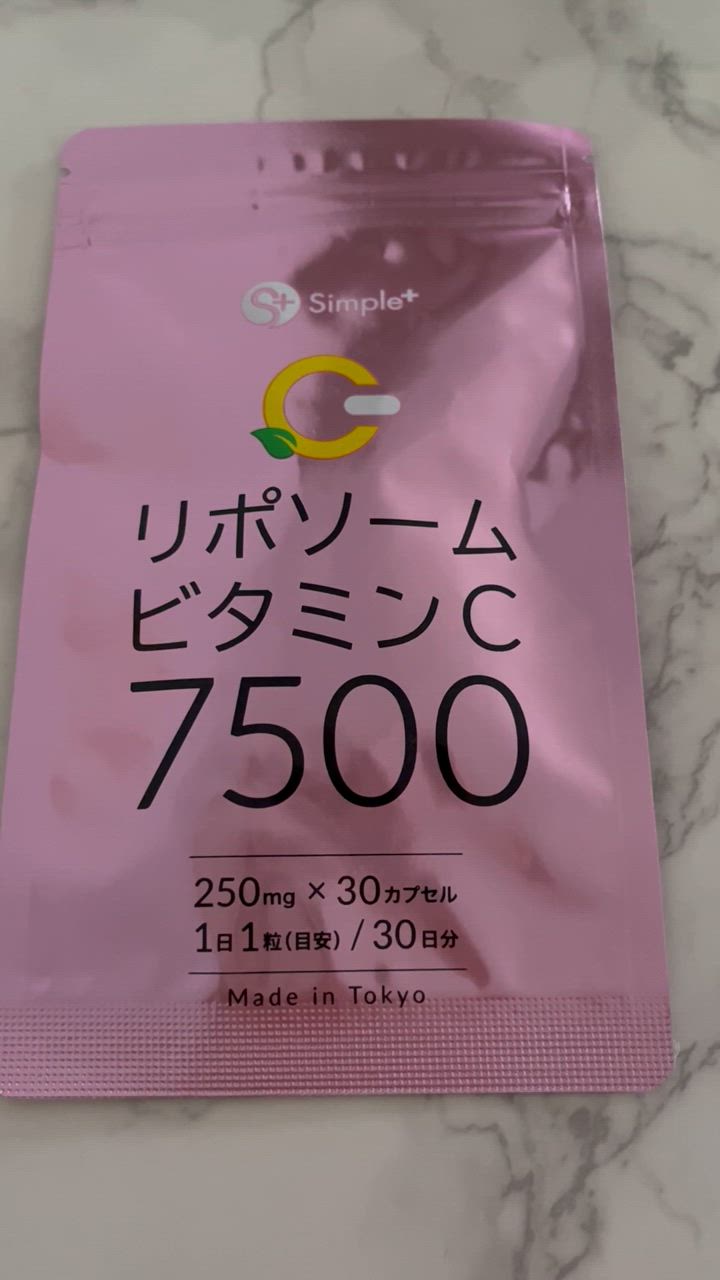 Simple+
リポソーム
ビタミンC
7500
250mg × 30カプセル
1日1粒(目安) / 30日分
Made in Tokyo